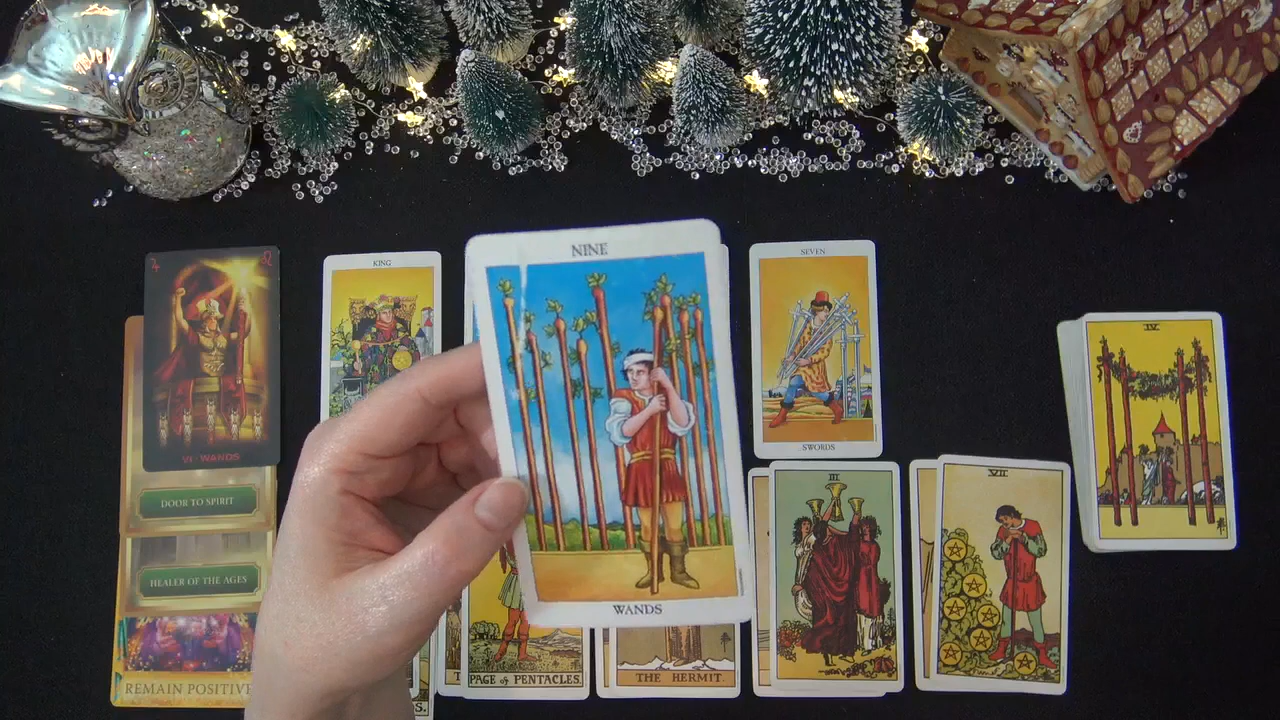 KING
NINE
WANDS
SEVEN
SWORDS
IV
VI · WANDS
DOOR TO SPIRIT
HEALER OF THE AGES
REMAIN POSITIVE
PAGE of PENTACLES.
THE HERMIT.
III
VII